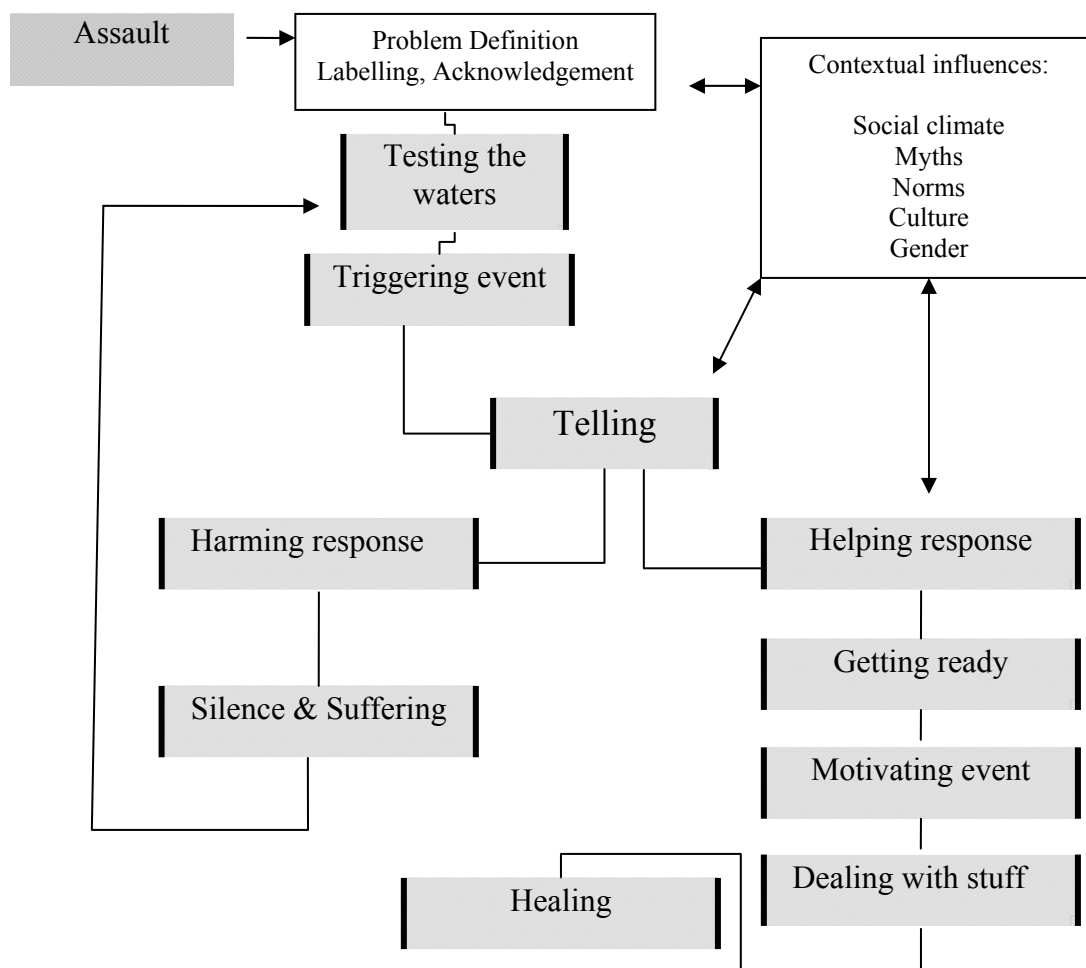 Assault
Problem Definition
Labelling, Acknowledgement
Contextual influences:
Social climate
Myths
Norms
Culture
Gender
Testing the
waters
Triggering event
Telling
Harming response
Helping response
Getting ready
Silence & Suffering
Motivating event
Dealing with stuff
Healing